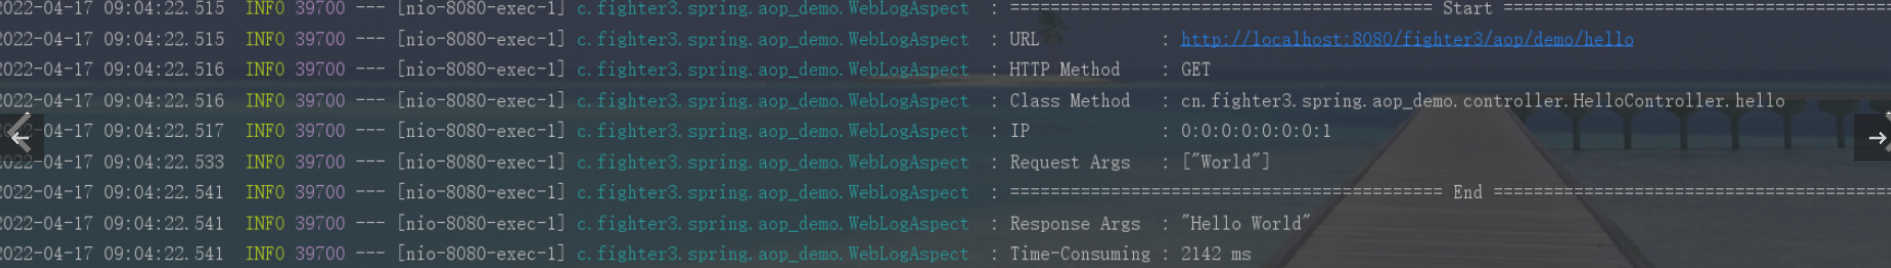 2022-04-17 09:04:22.515 INFO 39700 --- [nio-8080-exec-1] c.fighter3.spring.aop_demo.WebLogAspect : ========================================== Start ======================================
2022-04-17 09:04:22.515 INFO 39700 --- [nio-8080-exec-1] c.fighter3.spring.aop_demo.WebLogAspect : URL : http://localhost:8080/fighter3/aop/demo/hello
2022-04-17 09:04:22.516 INFO 39700 --- [nio-8080-exec-1] c.fighter3.spring.aop_demo.WebLogAspect : HTTP Method : GET
2022-04-17 09:04:22.516 INFO 39700 --- [nio-8080-exec-1] c.fighter3.spring.aop_demo.WebLogAspect : Class Method : cn.fighter3.spring.aop_demo.controller.HelloController.hello
2022-04-17 09:04:22.517 INFO 39700 --- [nio-8080-exec-1] c.fighter3.spring.aop_demo.WebLogAspect : IP : 0:0:0:0:0:0:0:1
2022-04-17 09:04:22.533 INFO 39700 --- [nio-8080-exec-1] c.fighter3.spring.aop_demo.WebLogAspect : Request Args : ["World"]
2022-04-17 09:04:22.541 INFO 39700 --- [nio-8080-exec-1] c.fighter3.spring.aop_demo.WebLogAspect : =========================================== End =======================================
2022-04-17 09:04:22.541 INFO 39700 --- [nio-8080-exec-1] c.fighter3.spring.aop_demo.WebLogAspect : Response Args : "Hello World"
2022-04-17 09:04:22.541 INFO 39700 --- [nio-8080-exec-1] c.fighter3.spring.aop_demo.WebLogAspect : Time-Consuming : 2142 ms